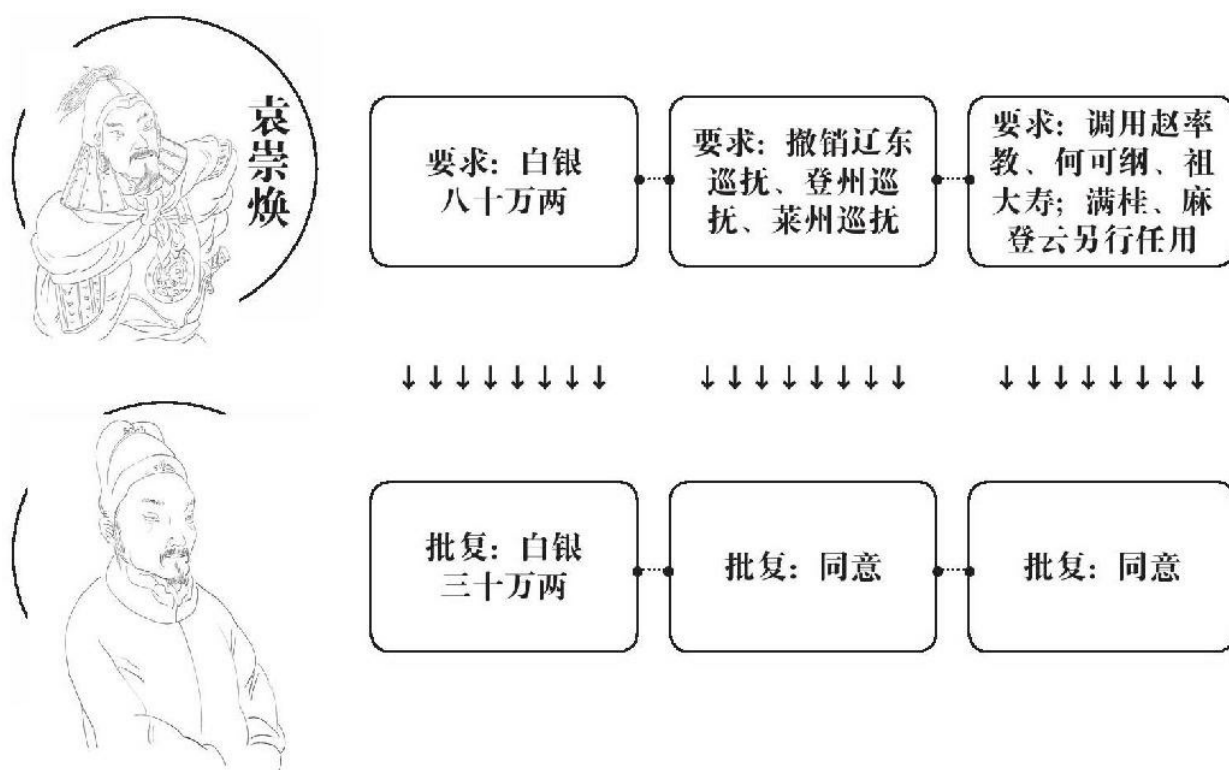 袁崇焕
要求：白银
八十万两
要求：撤销辽东
巡抚、登州巡
抚、莱州巡抚
要求：调用赵率
教、何可纲、祖
大寿；满桂、麻
登云另行任用
↓↓↓↓↓↓↓↓
↓↓↓↓↓↓↓↓
↓↓↓↓↓↓↓↓
批复：白银
三十万两
批复：同意
批复：同意